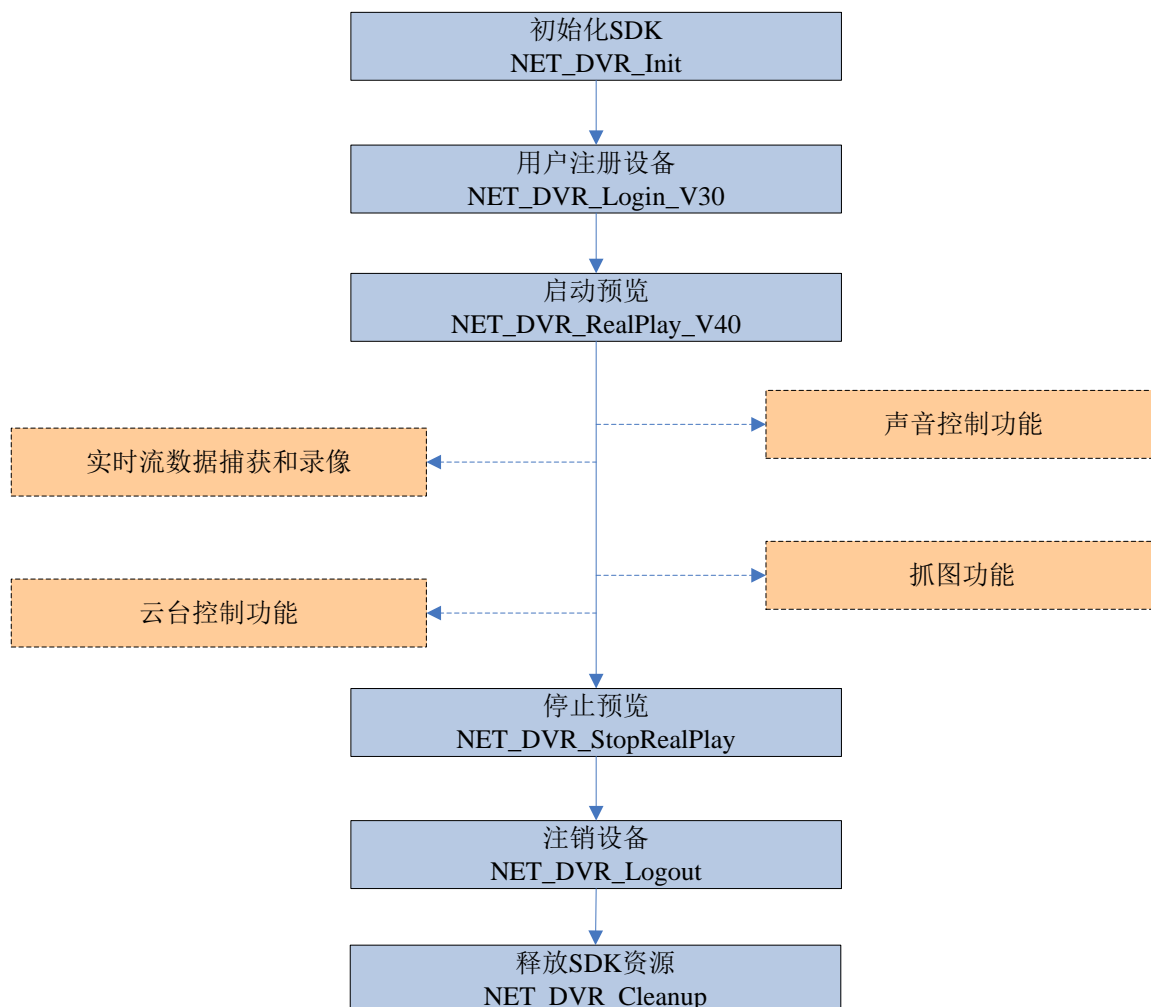 初始化SDK
NET_DVR_Init
用户注册设备
NET_DVR_Login_V30
启动预览
NET_DVR_RealPlay_V40
声音控制功能
实时流数据捕获和录像
抓图功能
云台控制功能
停止预览
NET_DVR_StopRealPlay
注销设备
NET_DVR_Logout
释放SDK资源
NET_DVR_Cleanup